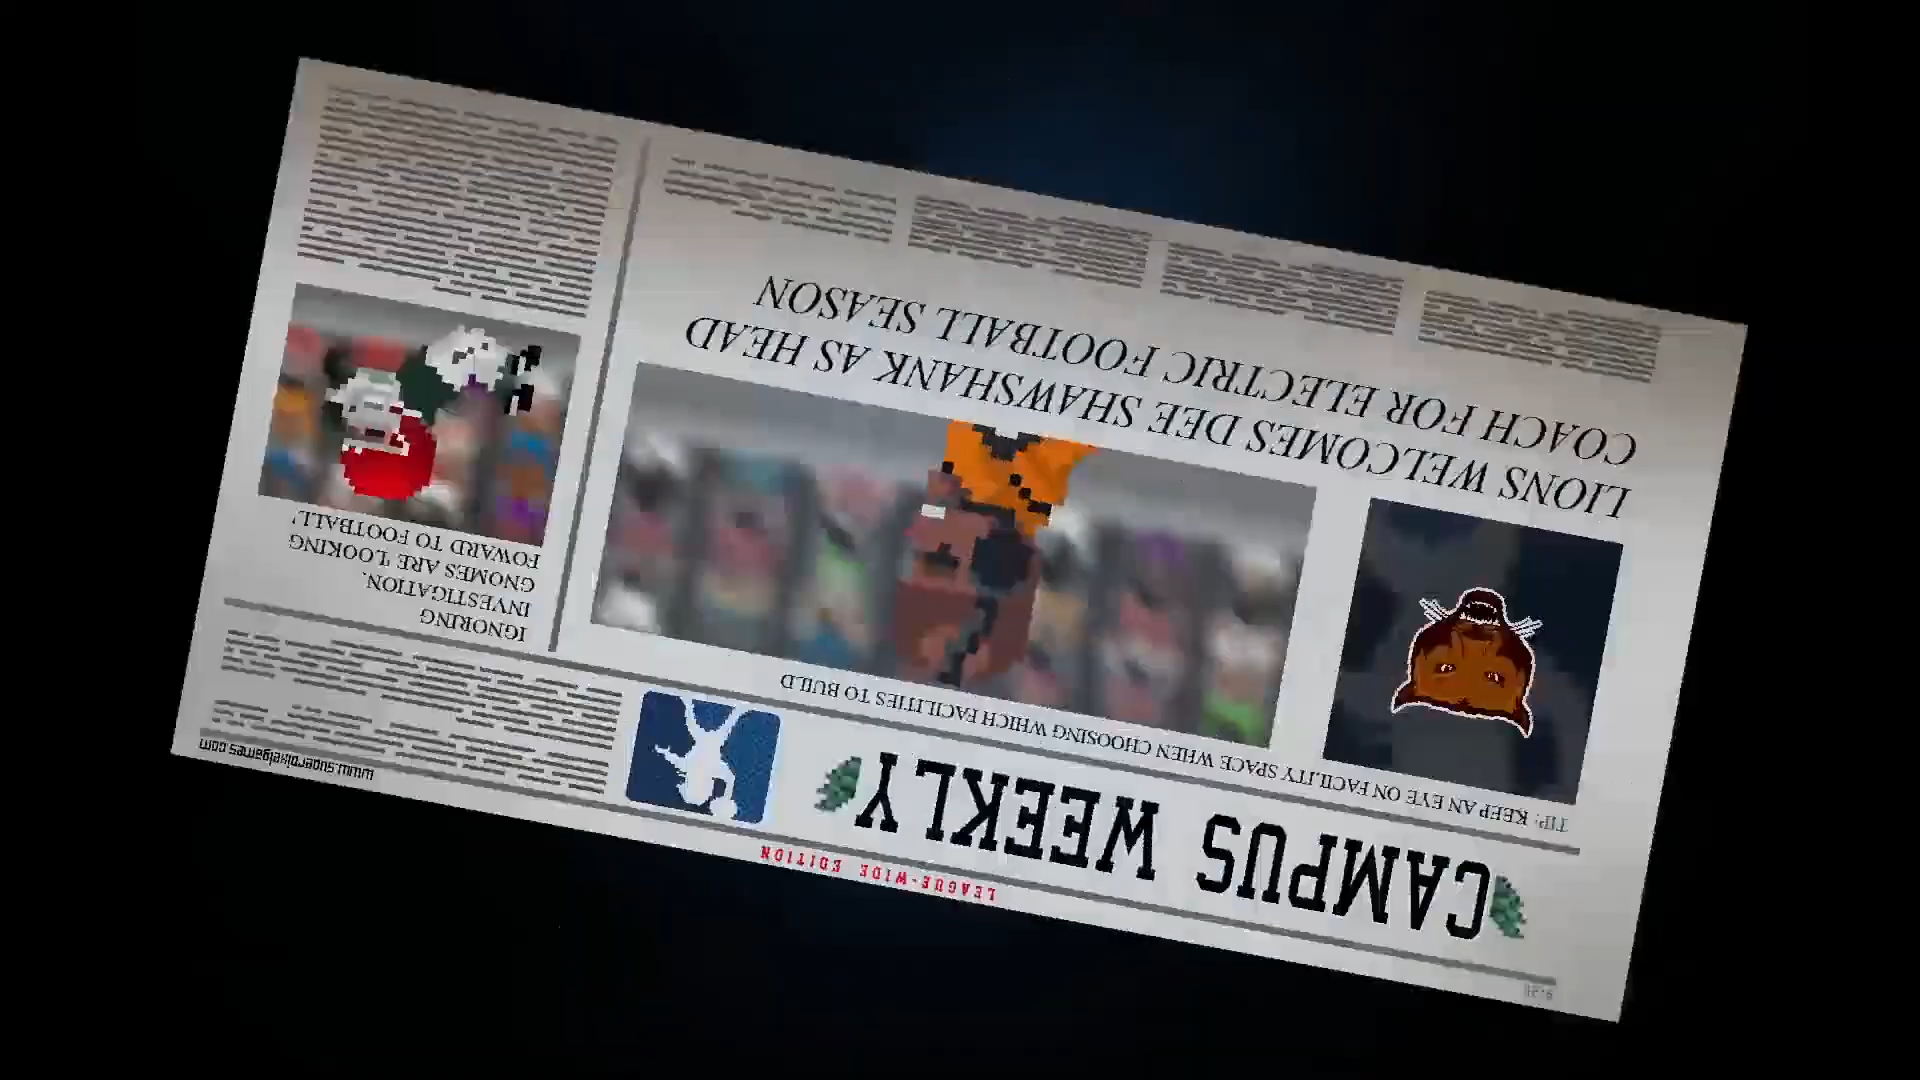 LEAGUE-WIDE EDITION
CAMPUS WEEKLY
www.superpixelgames.com
TIP: KEEP AN EYE ON FACILITY SPACE WHEN CHOOSING WHICH FACILITIES TO BUILD
LIONS WELCOMES DEE SHAWSHANK AS HEAD
COACH FOR ELECTRIC FOOTBALL SEASON
IGNORING
INVESTIGATION,
GNOMES ARE 'LOOKING
FOWARD TO FOOTBALL'